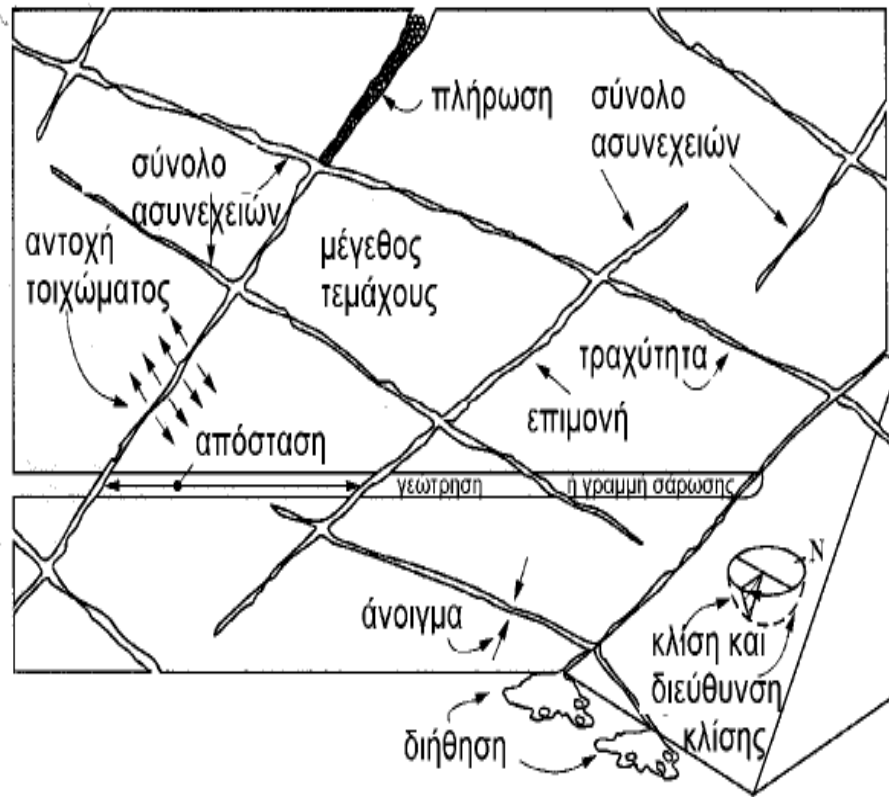 πλήρωση
σύνολο
ασυνεχειών
σύνολο
ασυνεχειών
αντοχή
τοιχώματος
μέγεθος
τεμάχους
τραχύτητα
επιμονή
απόσταση
γεώτρηση ή γραμμή σάρωσης
N
άνοιγμα
κλίση και
διεύθυνση
κλίσης
διήθηση